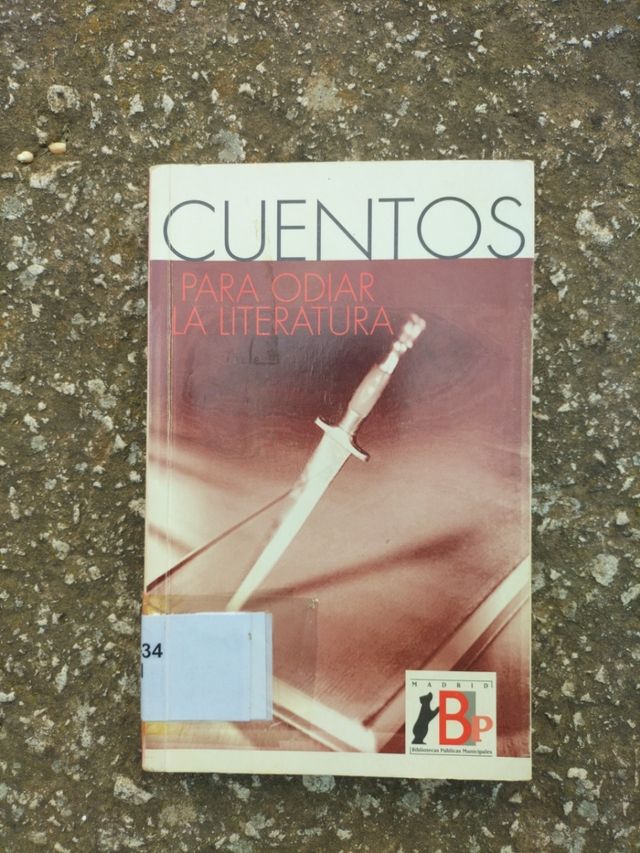 CUENTOS
PARA ODIAR
LA LITERATURA
34
MADRID
BP
Bibliotecas Públicas Municipales